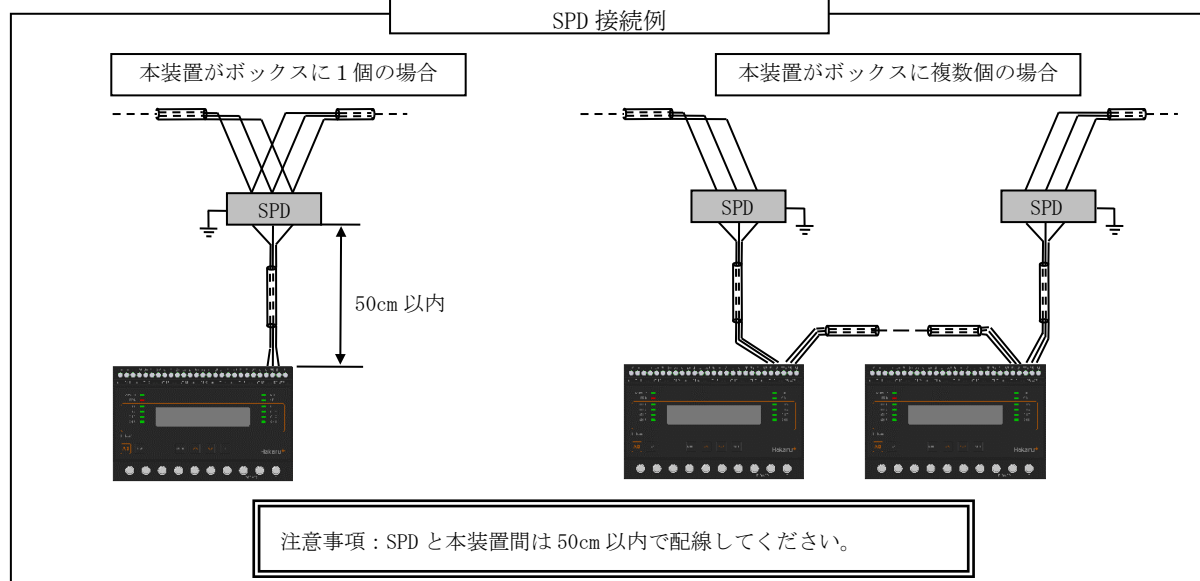 SPD 接続例
本装置がボックスに１個の場合
本装置がボックスに複数個の場合
SPD
SPD
SPD
50cm 以内
Hakaru
Hakaru
Hakaru
注意事項：SPD と本装置間は 50cm 以内で配線してください。